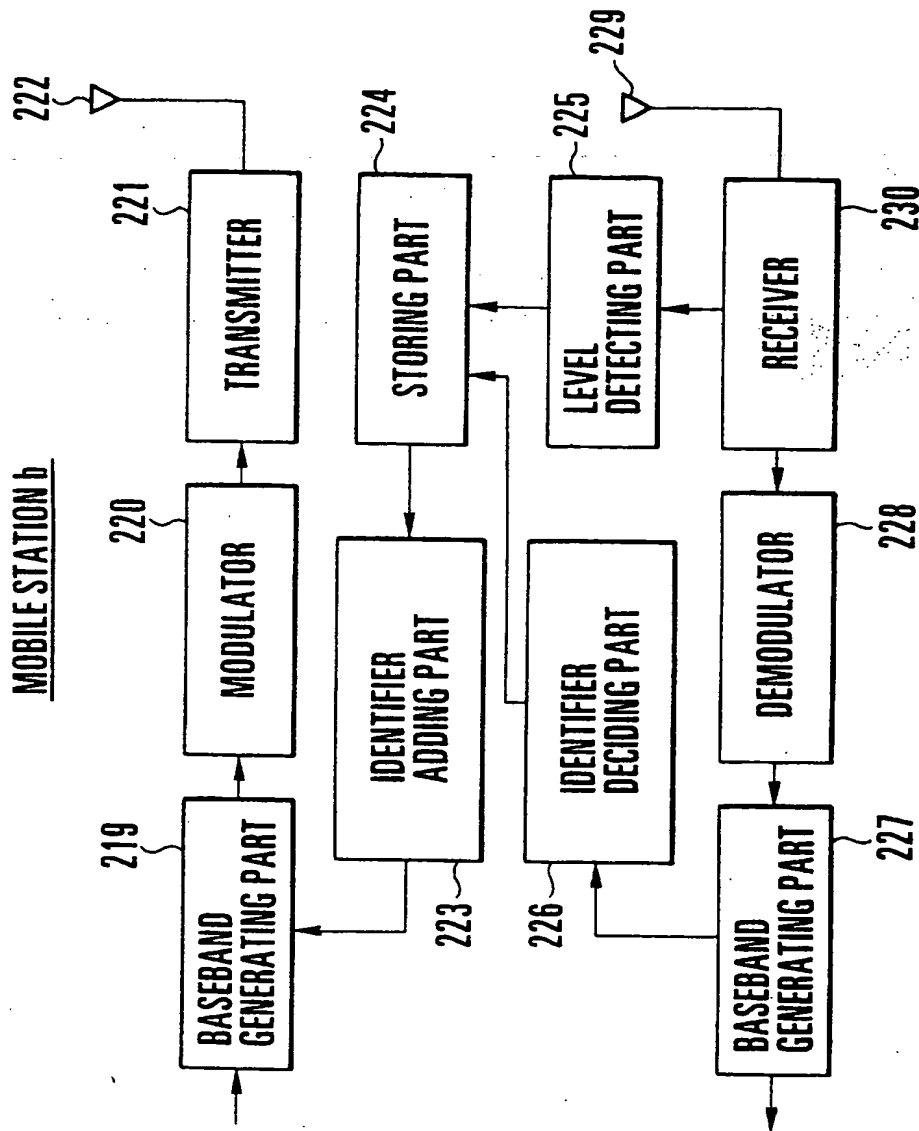 MOBILE STATION b
219
BASEBAND
GENERATING PART
220
MODULATOR
221
TRANSMITTER
222
IDENTIFIER
ADDING PART
223
STORING PART
224
IDENTIFIER
DECIDING PART
226
LEVEL
DETECTING PART
225
BASEBAND
GENERATING PART
227
DEMODULATOR
228
RECEIVER
230
229